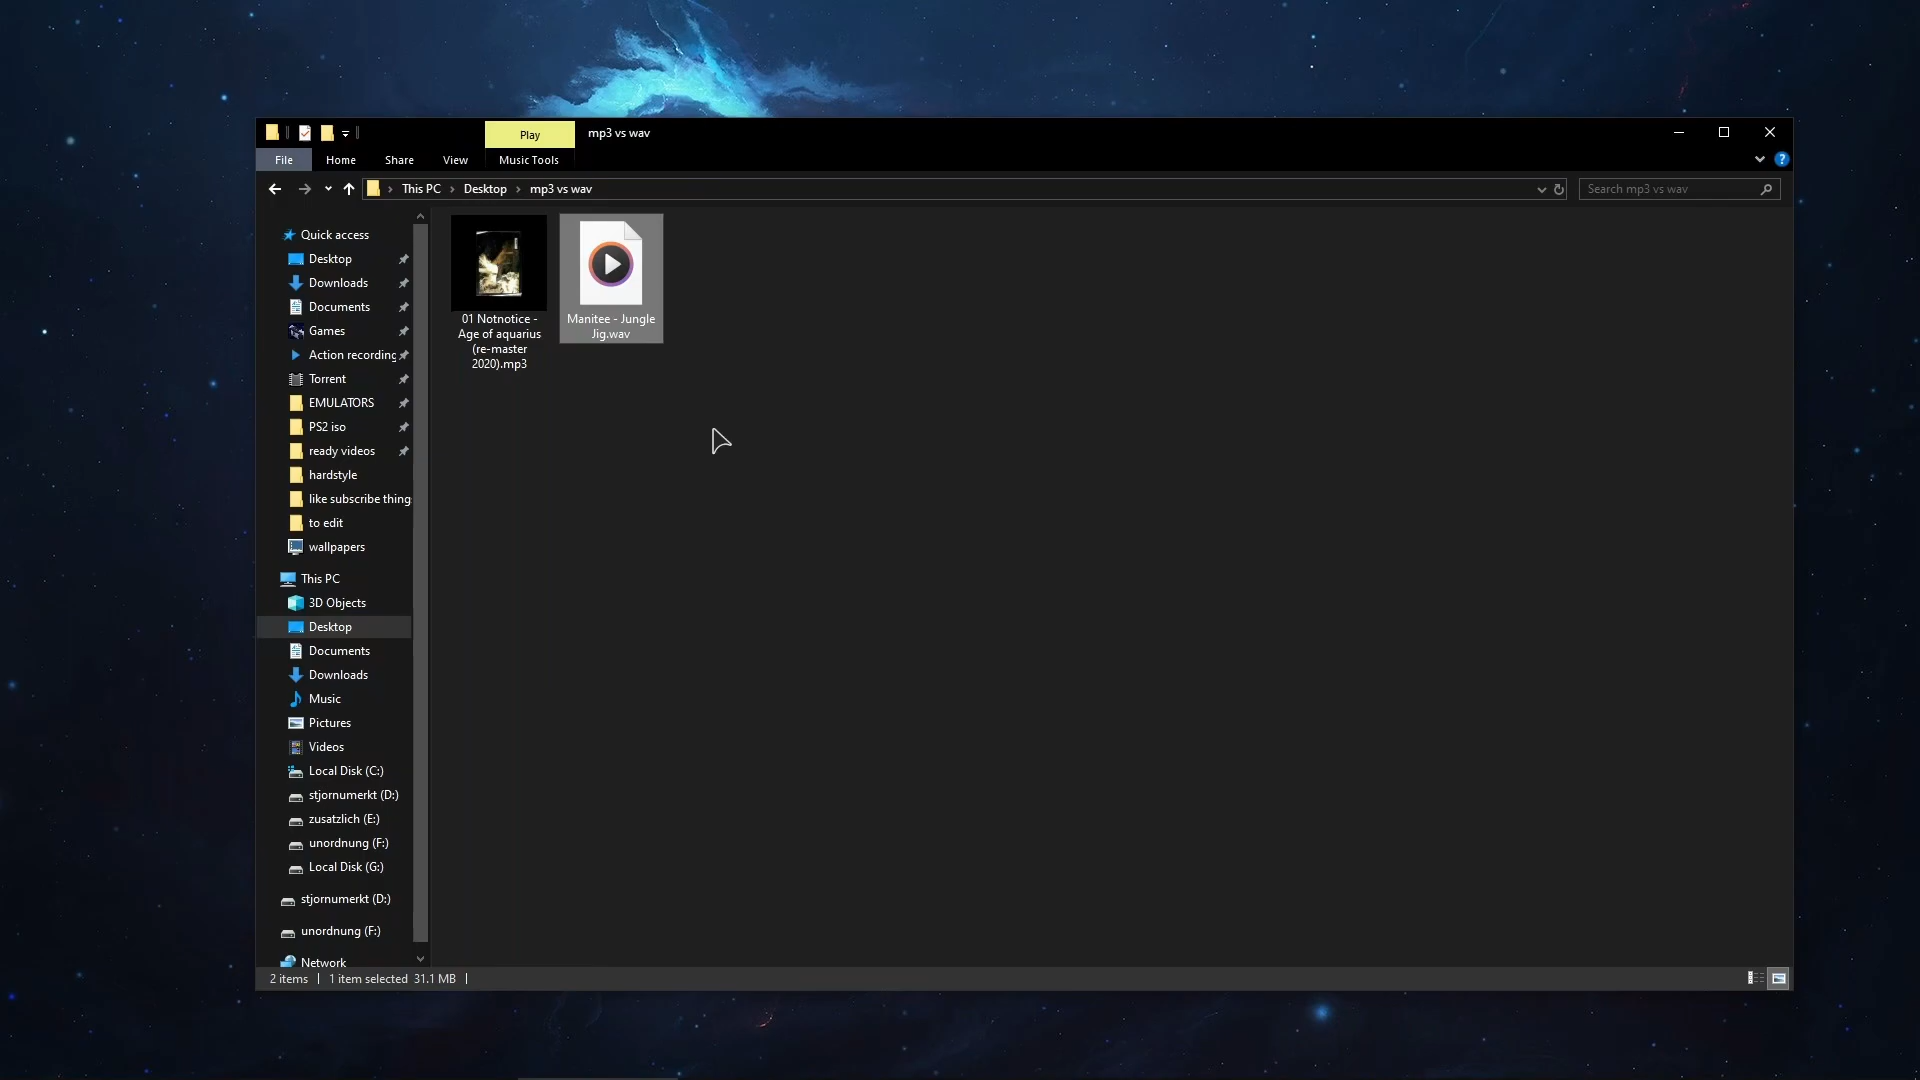 Play
mp3 vs wav
File
Home
Share
View
Music Tools
?
This PC
Desktop
mp3 vs wav
Search mp3 vs wav
Quick access
Desktop
Downloads
Documents
Games
Action recording
Torrent
EMULATORS
PS2 iso
ready videos
hardstyle
like subscribe thing
to edit
wallpapers
This PC
3D Objects
Desktop
Documents
Downloads
Music
Pictures
Videos
Local Disk (C:)
stjornumerkt (D:)
zusatzlich (E:)
unordnung (F:)
Local Disk (G:)
stjornumerkt (D:)
unordnung (F:)
Network
01 Notnotice -
Age of aquarius
(re-master
2020).mp3
Manitee - Jungle
Jig.wav
2 items
1 item selected 31.1 MB